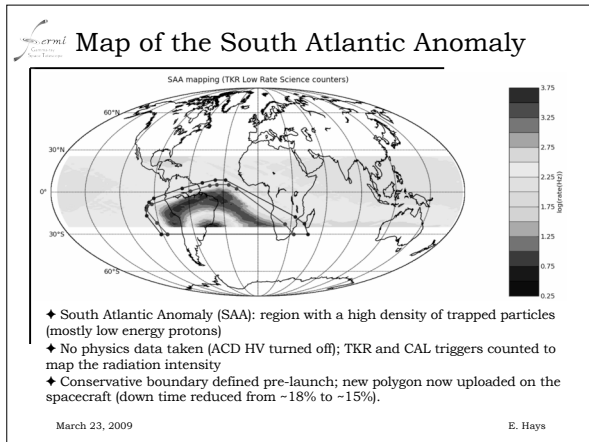 Map of the South Atlantic Anomaly
SAA mapping (TKR Low Rate Science counters)
60°N
30°N
0°
30°S
60°S
3.75
3.25
2.75
2.25
1.75
1.25
0.75
0.25
log(rate(Hz))
✦ South Atlantic Anomaly (SAA): region with a high density of trapped particles
(mostly low energy protons)
✦ No physics data taken (ACD HV turned off); TKR and CAL triggers counted to
map the radiation intensity
✦ Conservative boundary defined pre-launch; new polygon now uploaded on the
spacecraft (down time reduced from ~18% to ~15%).
March 23, 2009
E. Hays